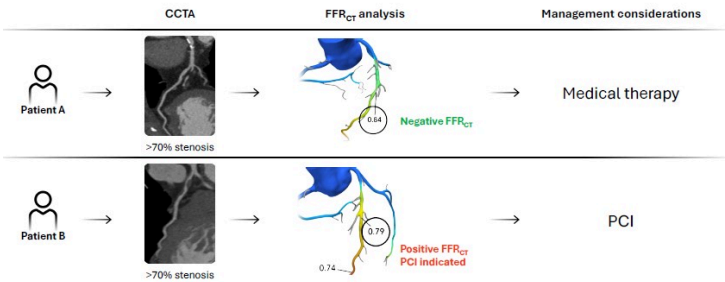 CCTA
FFRCT analysis
Management considerations
Patient A
>70% stenosis
0.84
Negative FFRCT
Medical therapy
Patient B
>70% stenosis
0.79
0.74
Positive FFRCT
PCI indicated
PCI